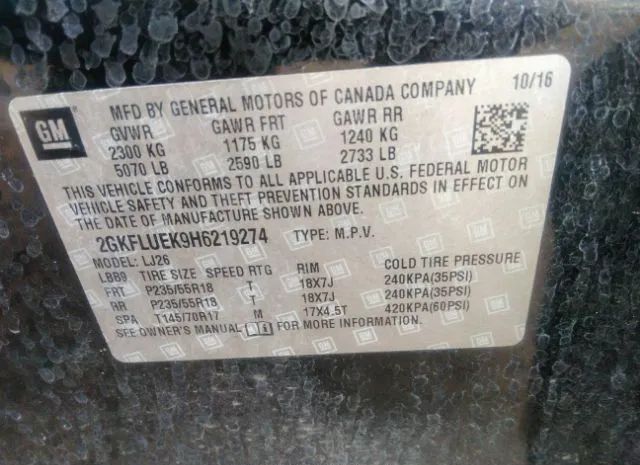 GM
MFD BY GENERAL MOTORS OF CANADA COMPANY 10/16
GVWR GAWR FRT GAWR RR
2300 KG 1175 KG 1240 KG
5070 LB 2590 LB 2733 LB
THIS VEHICLE CONFORMS TO ALL APPLICABLE U.S. FEDERAL MOTOR
VEHICLE SAFETY, BUMPER, AND THEFT PREVENTION STANDARDS IN EFFECT ON
THE DATE OF MANUFACTURE SHOWN ABOVE.
2GKFLUEK9H6219274 TYPE: M.P.V.
MODEL: LJ26
LBB9 TIRE SIZE SPEED RTG RIM COLD TIRE PRESSURE
FRT P235/55R18 T 18X7J 240KPA(35PSI)
RR P235/55R18 T 18X7J 240KPA(35PSI)
SPA T145/70R17 M 17X4.5T 420KPA(60PSI)
SEE OWNER'S MANUAL FOR MORE INFORMATION.